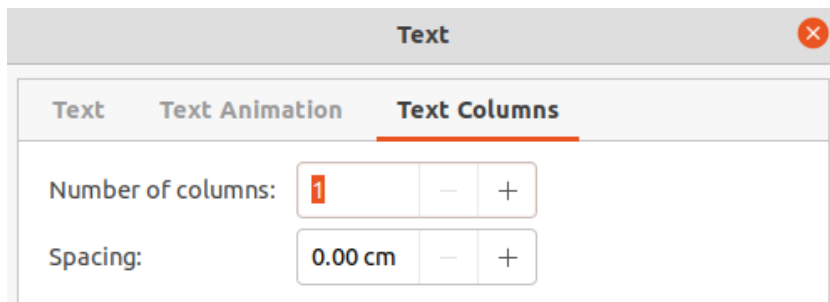 Text
Text Text Animation Text Columns
Number of columns: 1
Spacing: 0.00 cm